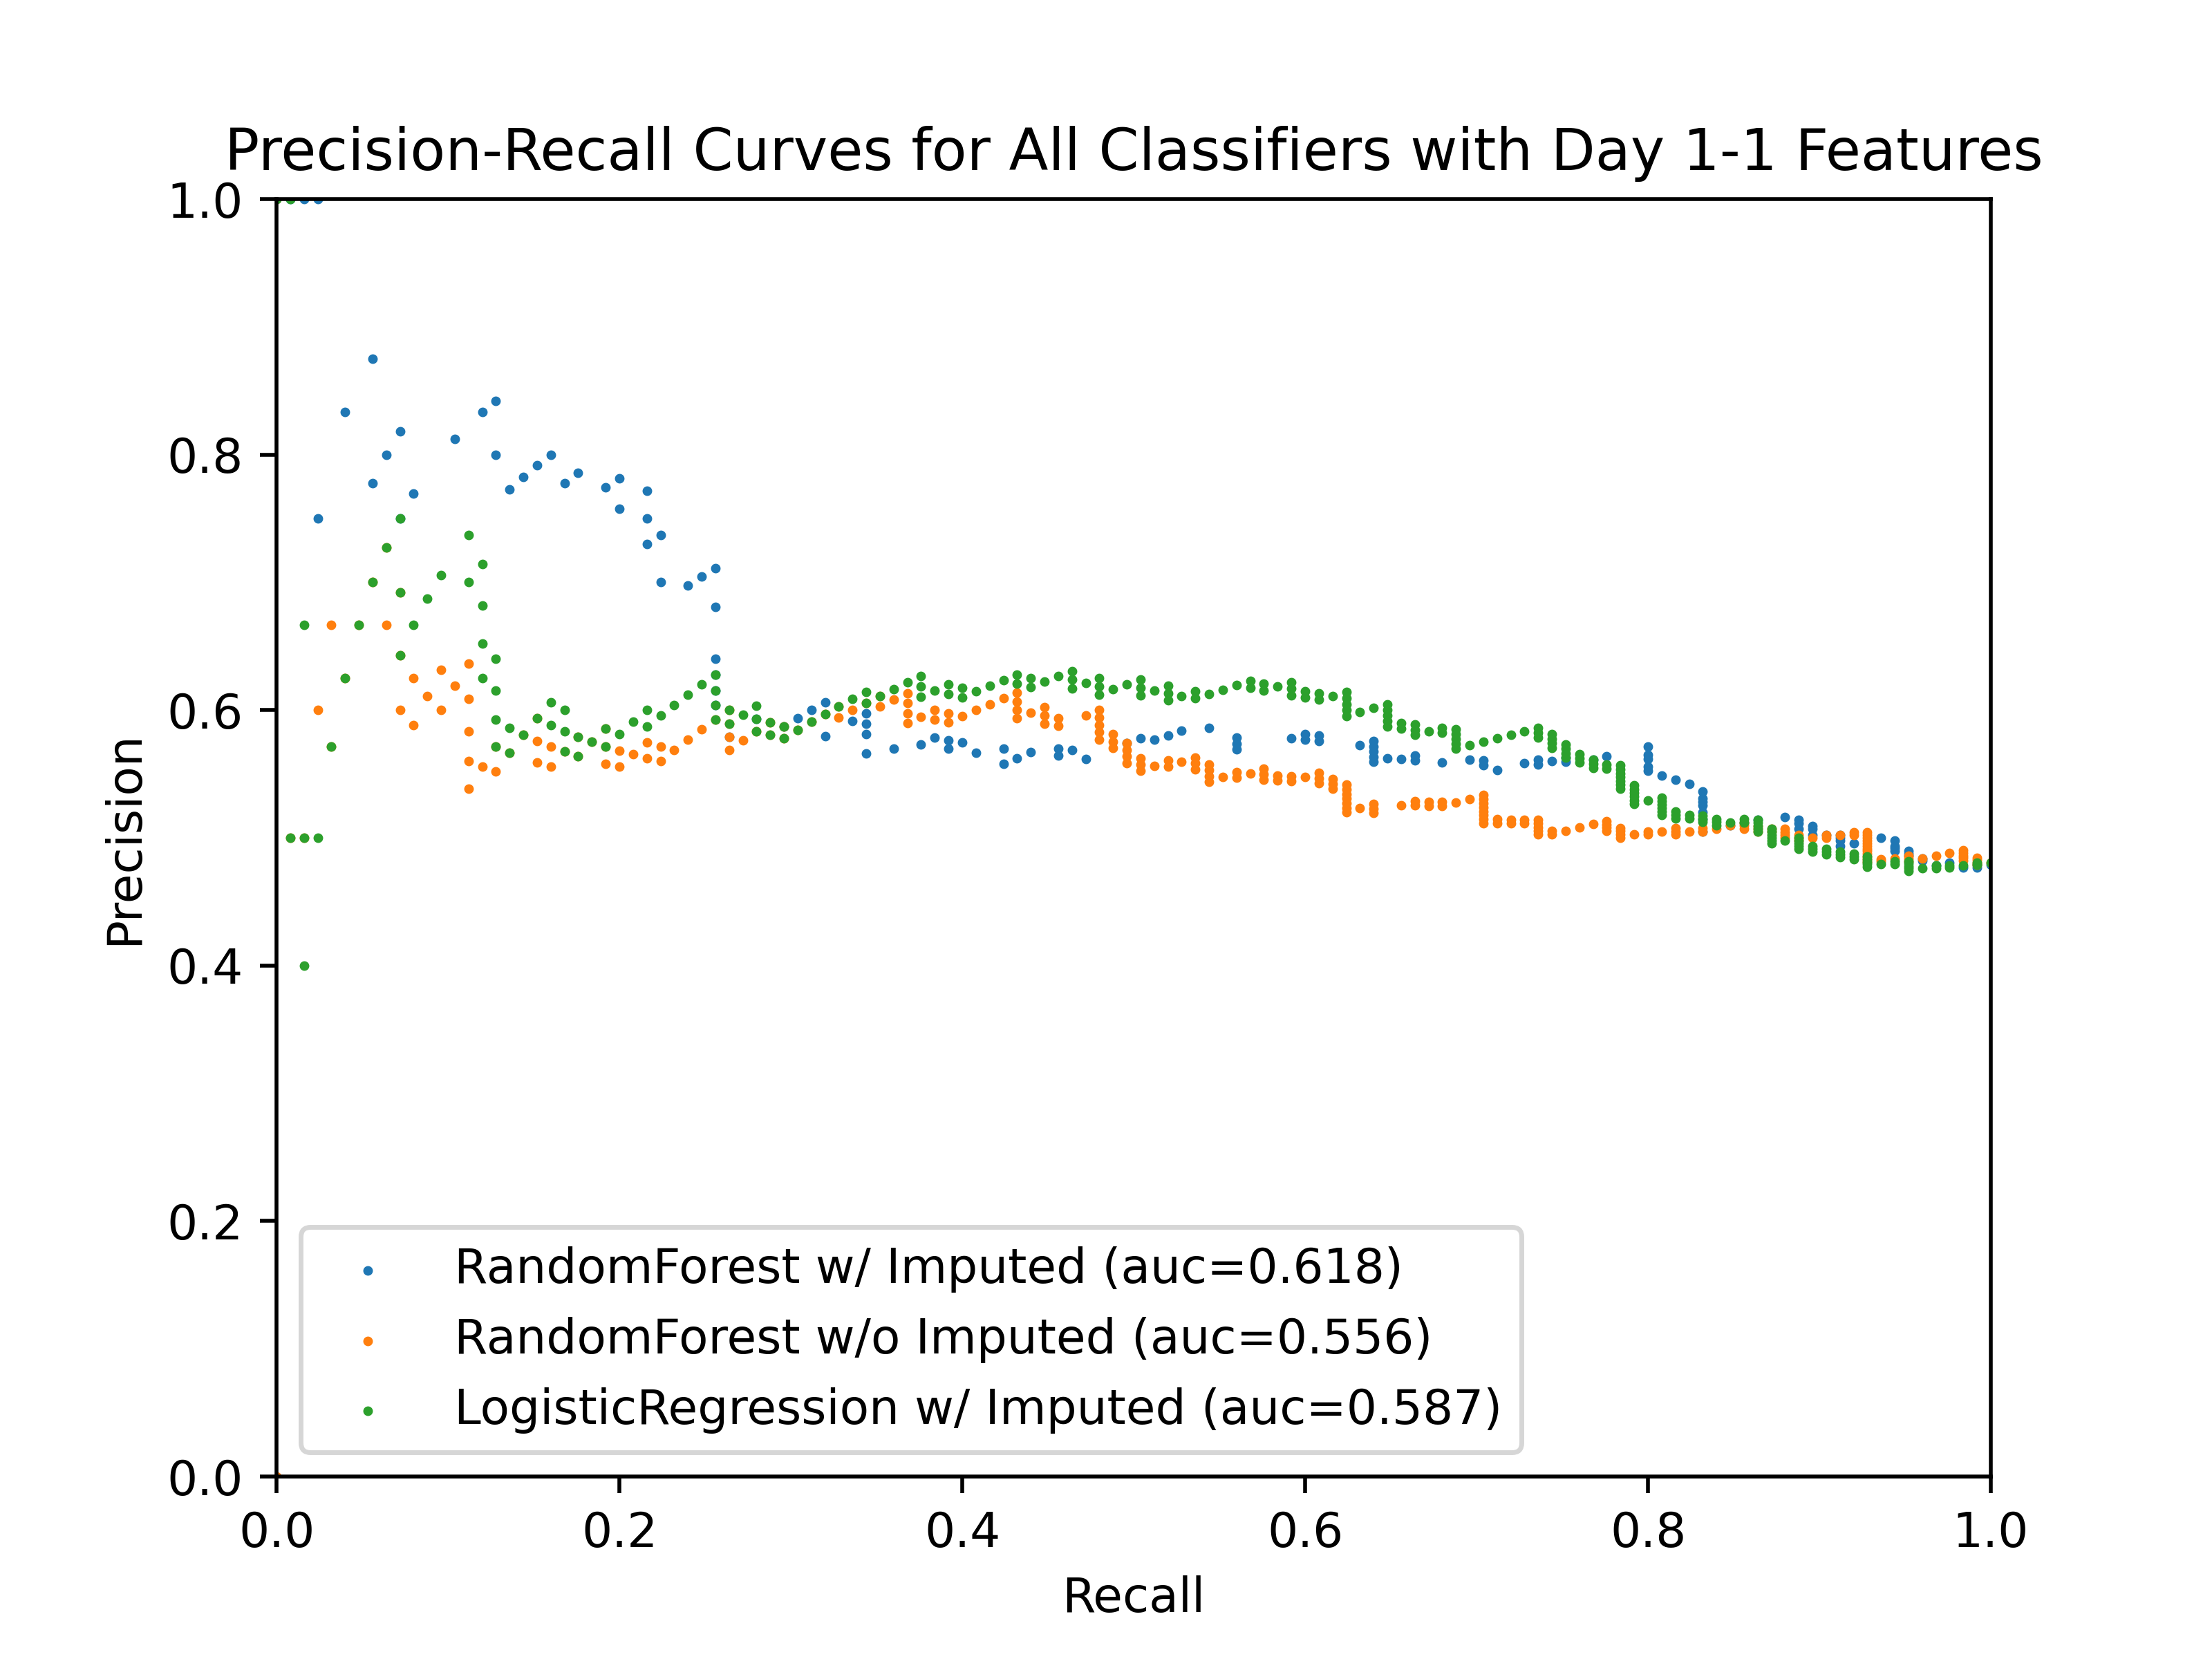 Precision-Recall Curves for All Classifiers with Day 1-1 Features
1.0
0.8
0.6
0.4
0.2
0.0
Precision
RandomForest w/ Imputed (auc=0.618)
RandomForest w/o Imputed (auc=0.556)
LogisticRegression w/ Imputed (auc=0.587)
0.0 0.2 0.4 0.6 0.8 1.0
Recall